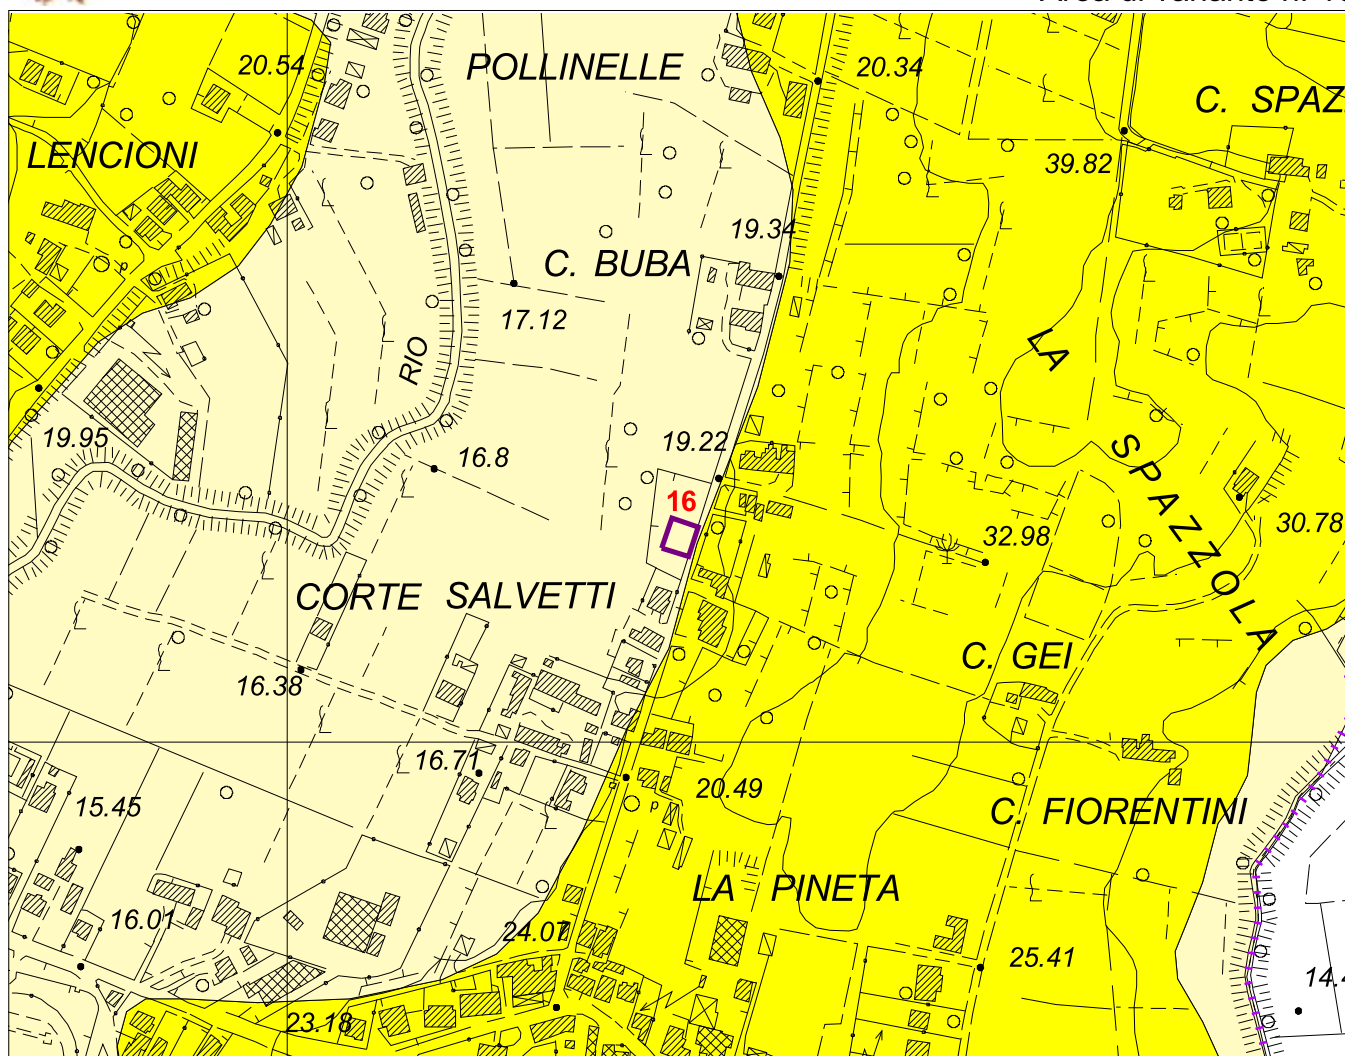 20.54
POLLINELLE
20.34
LENCIONI
39.82
19.34
C. BUBA
17.12
LA
RIO
19.95
16.8
19.22
SPAZZOLA
16
32.98
30.78
CORTE SALVETTI
C. GEI
16.38
16.71
20.49
15.45
C. FIORENTINI
LA PINETA
16.01
24.07
25.41
23.18